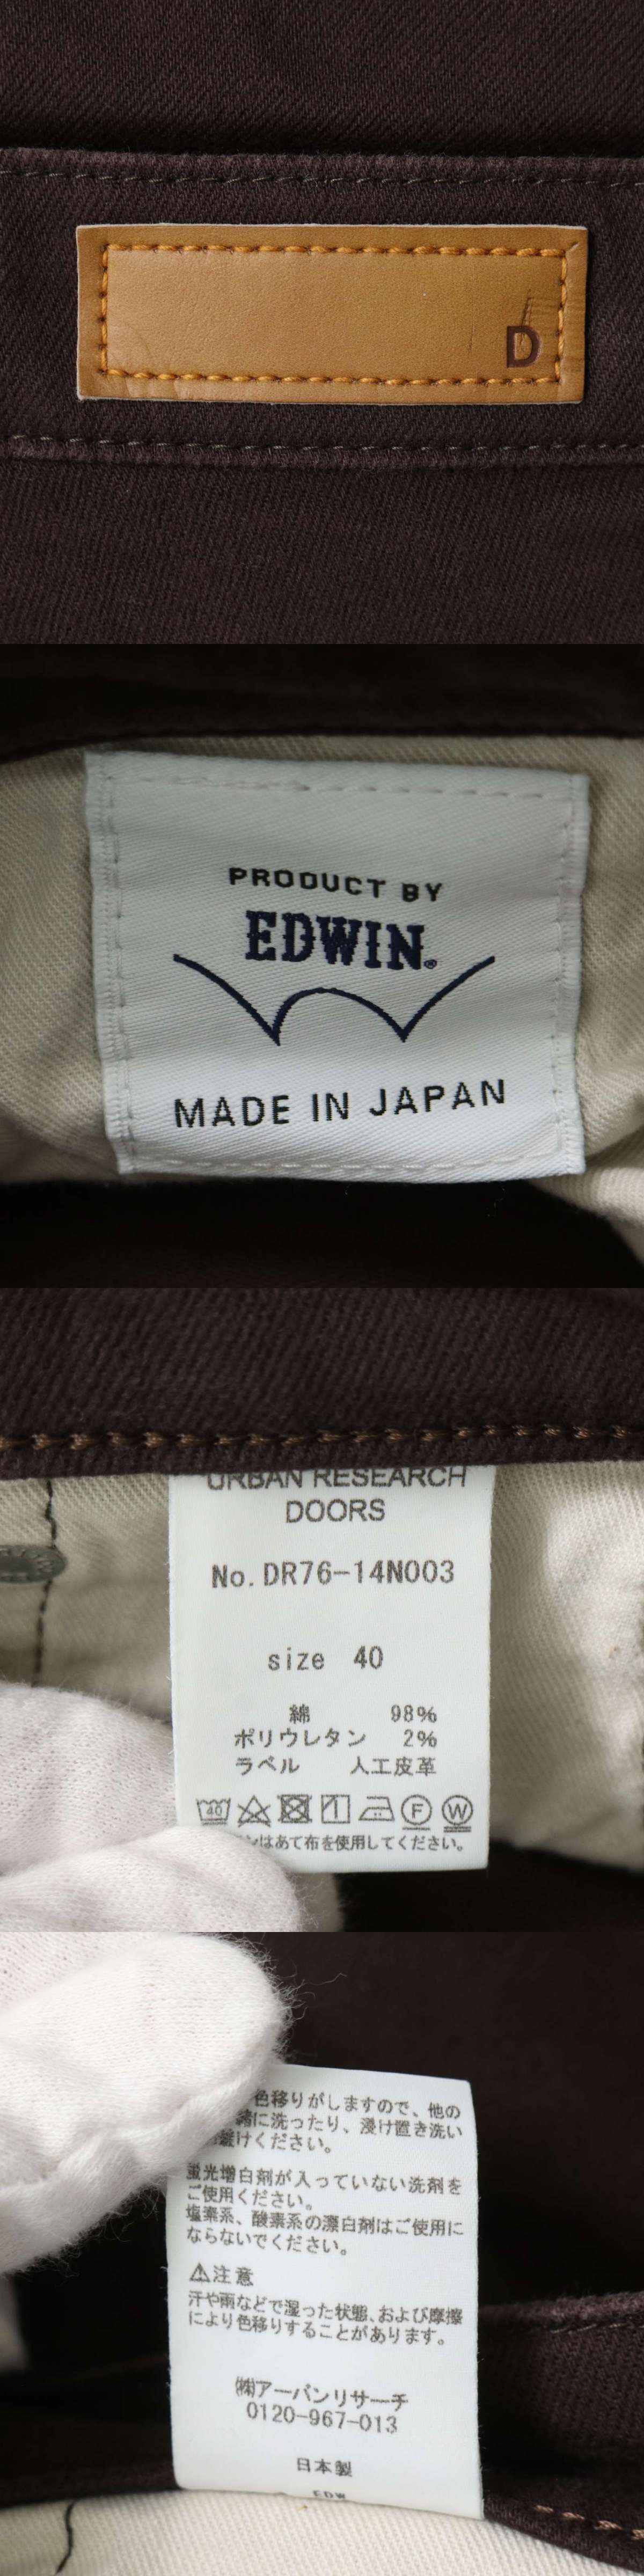 D
PRODUCT BY
EDWIN®
MADE IN JAPAN
URBAN RESEARCH
DOORS
No. DR76-14N003
size 40
綿 98%
ポリウレタン 2%
ラベル 人工皮革
40 F W
ンはあて布を使用してください。
色移りがしますので、他の
緒に洗ったり、浸け置き洗い
避けください。
蛍光増白剤が入っていない洗剤を
ご使用ください。
塩素系、酸素系の漂白剤はご使用に
ならないでください。
⚠注意
汗や雨などで湿った状態、および摩擦
により色移りすることがあります。
㈱アーバンリサーチ
0120-967-013
日本製
EDW